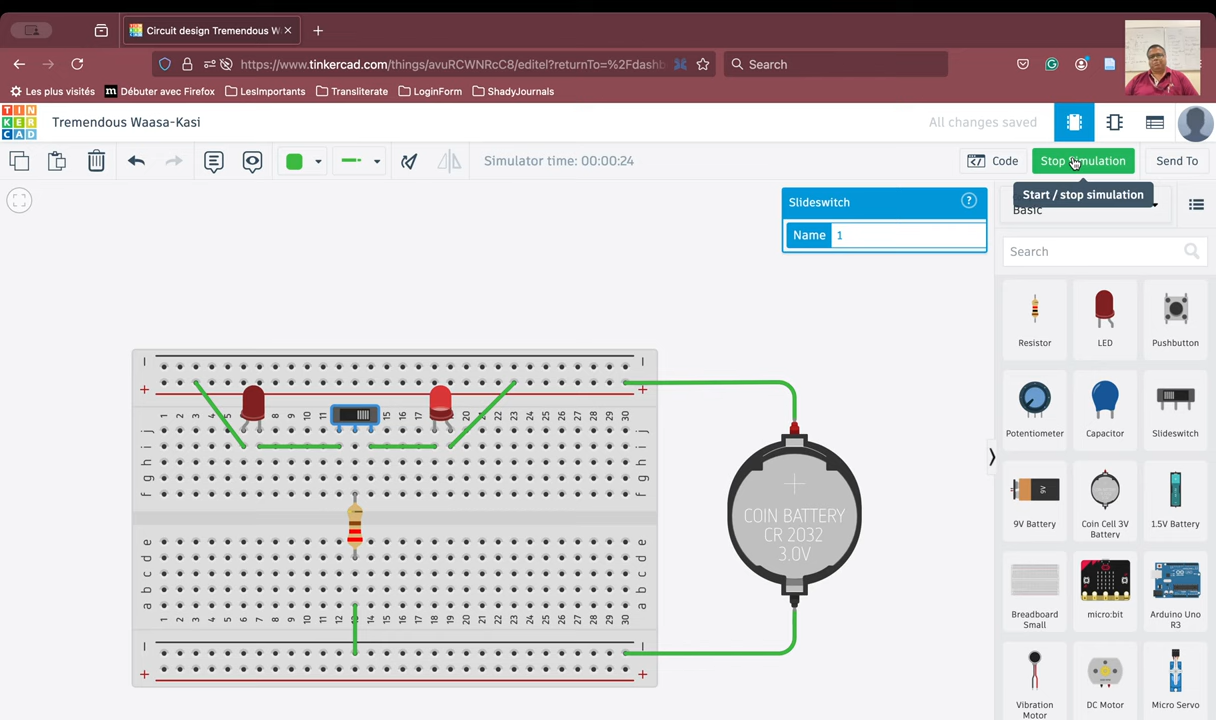 Circuit design Tremendous W
https://www.tinkercad.com/things/avuRCWNRcC8/editel?returnTo=%2Fdashb
Search
Les plus visités
m Débuter avec Firefox
LesImportants
Transliterate
LoginForm
ShadyJournals
TIN
KER
CAD
Tremendous Waasa-Kasi
All changes saved
Simulator time: 00:00:24
Code
Stop Simulation
Send To
Start / stop simulation
Basic
Slideswitch
?
Name 1
Search
Resistor
LED
Pushbutton
Potentiometer
Capacitor
Slideswitch
9V Battery
Coin Cell 3V
Battery
1.5V Battery
Breadboard
Small
micro:bit
Arduino Uno
R3
Vibration
Motor
DC Motor
Micro Servo
COIN BATTERY
CR 2032
3.0V